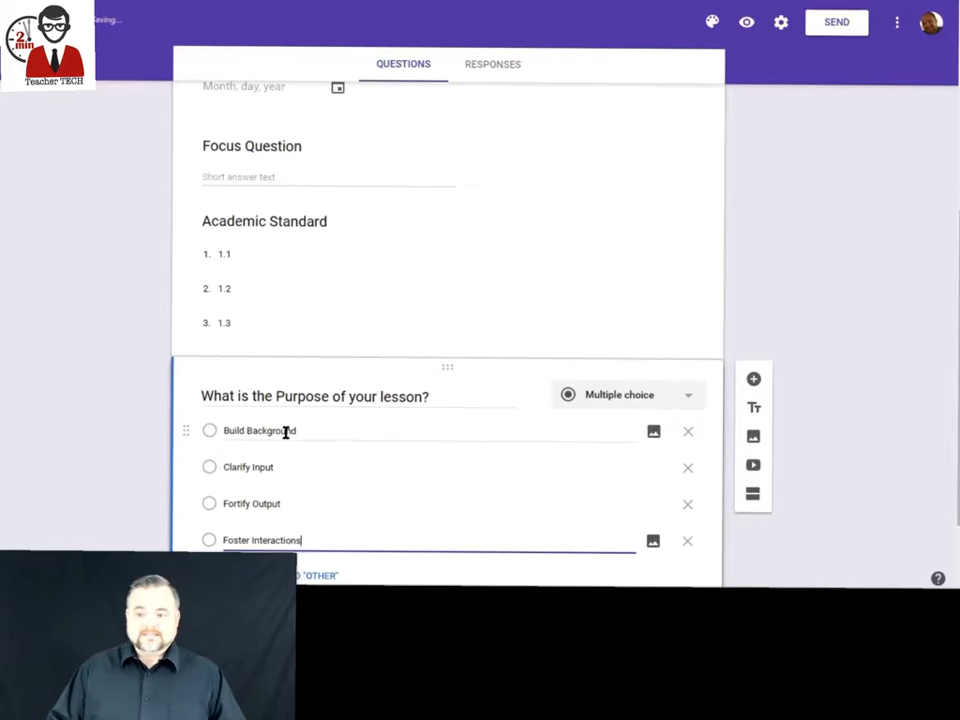 2
min
Teacher TECH
Saving...
SEND
QUESTIONS
RESPONSES
Month, day, year
Focus Question
Short answer text
Academic Standard
1. 1.1
2. 1.2
3. 1.3
What is the Purpose of your lesson?
Multiple choice
Build Background
Tт
Clarify Input
Fortify Output
Foster Interactions
"OTHER"